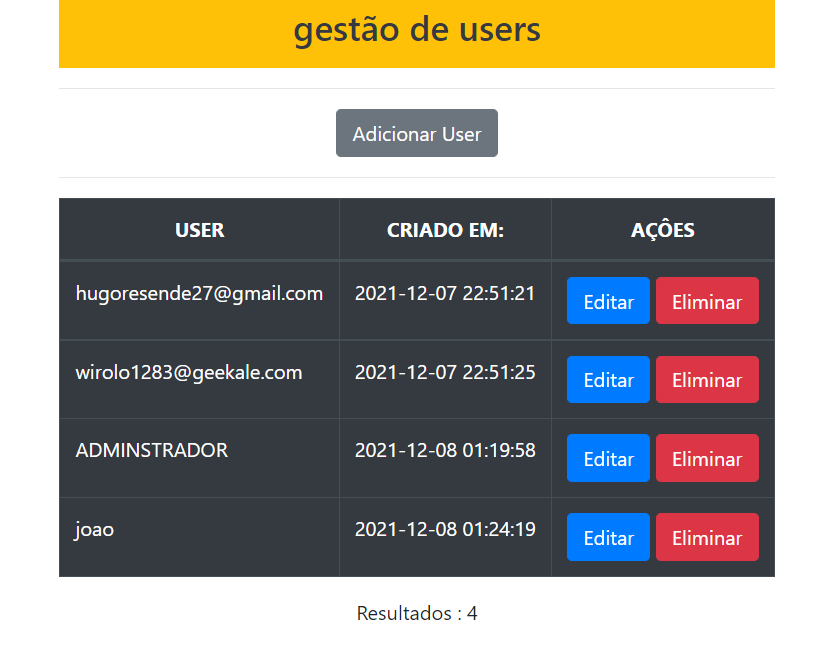 gestão de users
Adicionar User
USER CRIADO EM: AÇÔES
hugoresende27@gmail.com 2021-12-07 22:51:21 Editar Eliminar
wirolo1283@geekale.com 2021-12-07 22:51:25 Editar Eliminar
ADMINSTRADOR 2021-12-08 01:19:58 Editar Eliminar
joao 2021-12-08 01:24:19 Editar Eliminar
Resultados : 4